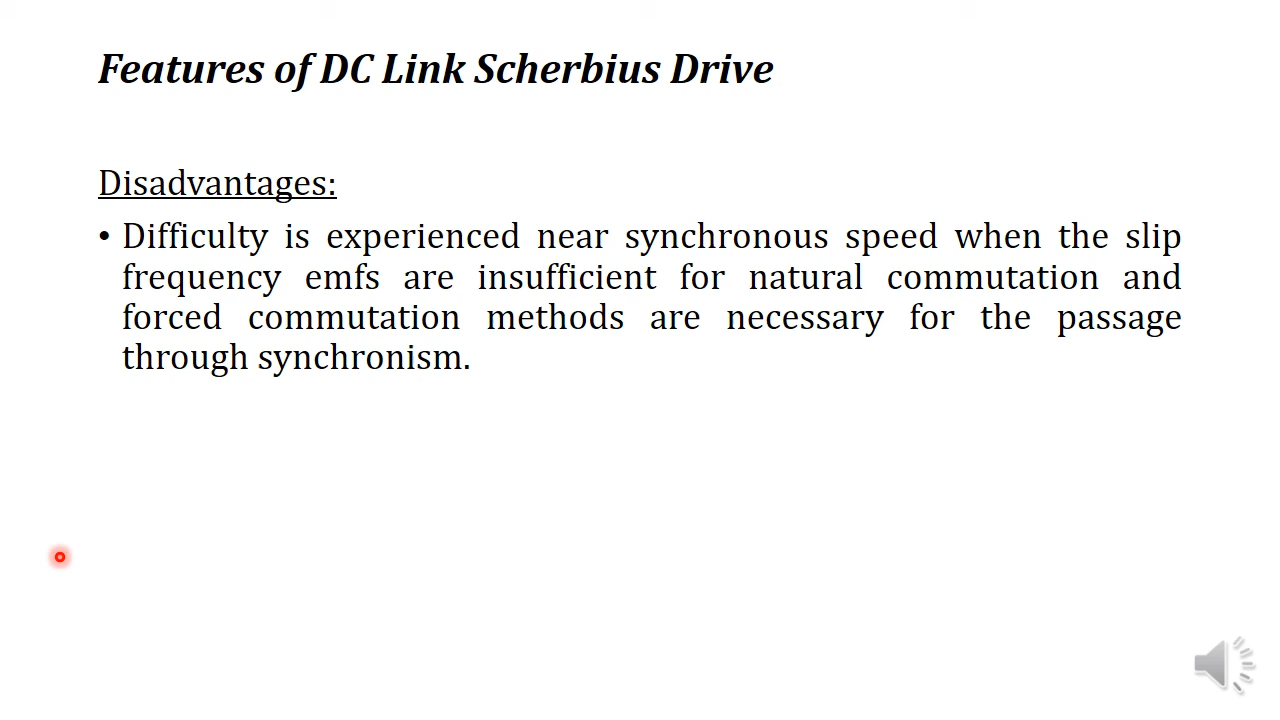 Features of DC Link Scherbius Drive
Disadvantages:
• Difficulty is experienced near synchronous speed when the slip
frequency emfs are insufficient for natural commutation and
forced commutation methods are necessary for the passage
through synchronism.